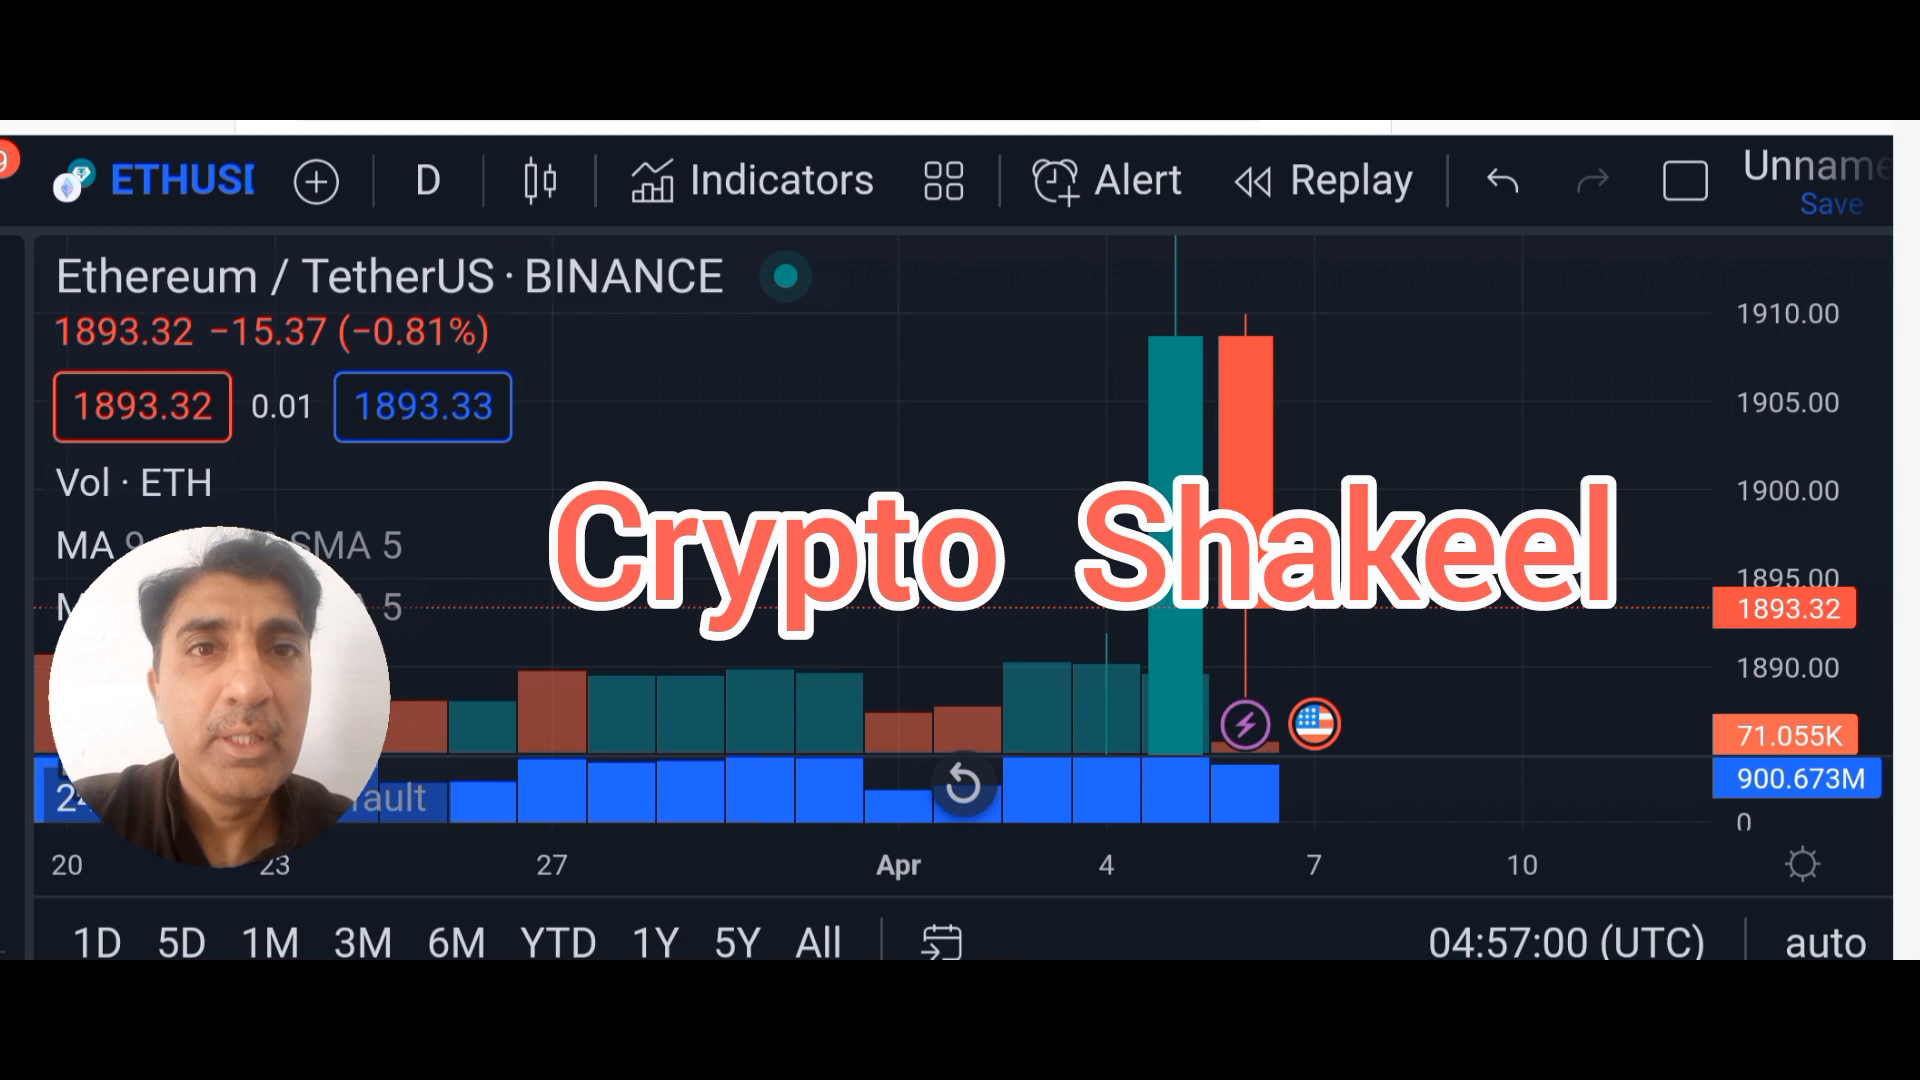 9
ETHUSI
D
Indicators
Alert
Replay
Unname
Save
Ethereum / TetherUS · BINANCE
1893.32 −15.37 (−0.81%)
1893.32 0.01 1893.33
Vol · ETH
MA 9 SMA 5
5
Crypto Shakeel
1910.00
1905.00
1900.00
1895.00
1893.32
1890.00
71.055K
900.673M
0
20 23 27 Apr 4 7 10
1D 5D 1M 3M 6M YTD 1Y 5Y All
04:57:00 (UTC)
auto